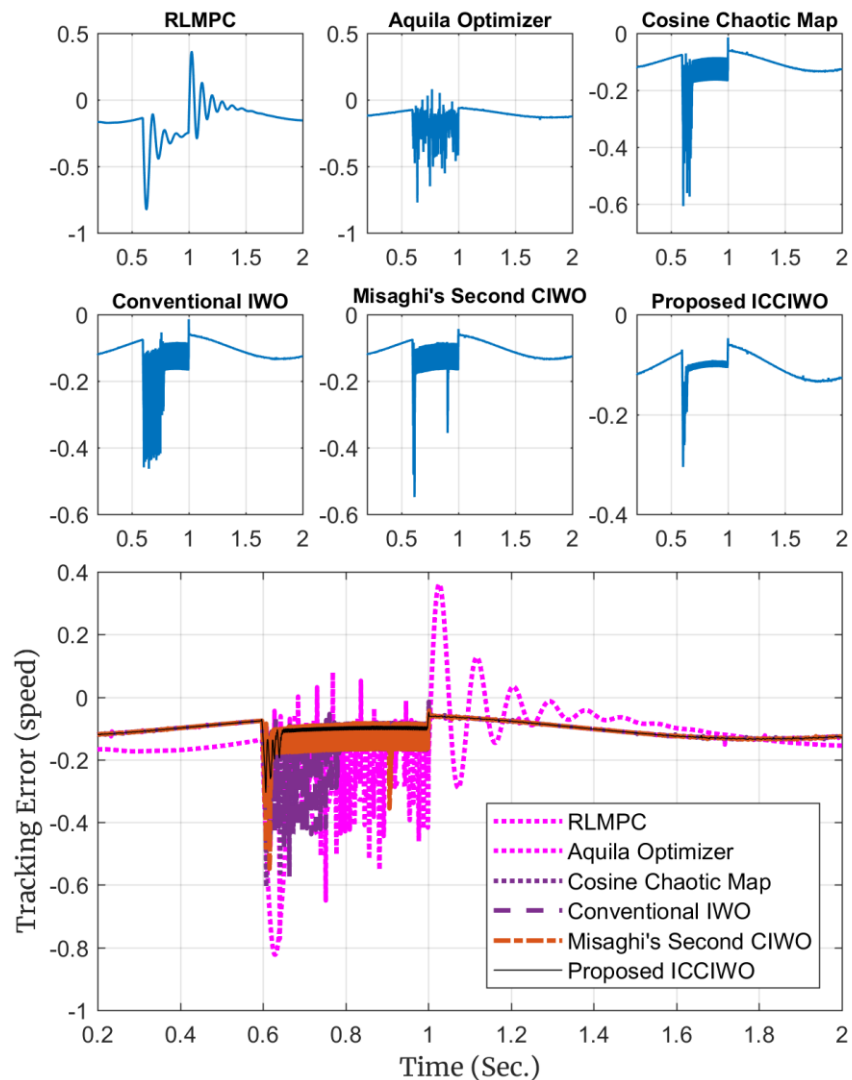 RLMPC
Aquila Optimizer
Cosine Chaotic Map
0.5
0
-0.5
-1
0.5 1 1.5 2
0.5
0
-0.5
-1
0.5 1 1.5 2
0
-0.2
-0.4
-0.6
0.5 1 1.5 2
Conventional IWO
Misaghi's Second CIWO
Proposed ICCIWO
0
-0.2
-0.4
-0.6
0.5 1 1.5 2
0
-0.2
-0.4
-0.6
0.5 1 1.5 2
0
-0.2
-0.4
0.5 1 1.5 2
Tracking Error (speed)
0.4
0.2
0
-0.2
-0.4
-0.6
-0.8
-1
RLMPC
Aquila Optimizer
Cosine Chaotic Map
Conventional IWO
Misaghi's Second CIWO
Proposed ICCIWO
0.2 0.4 0.6 0.8 1 1.2 1.4 1.6 1.8 2
Time (Sec.)